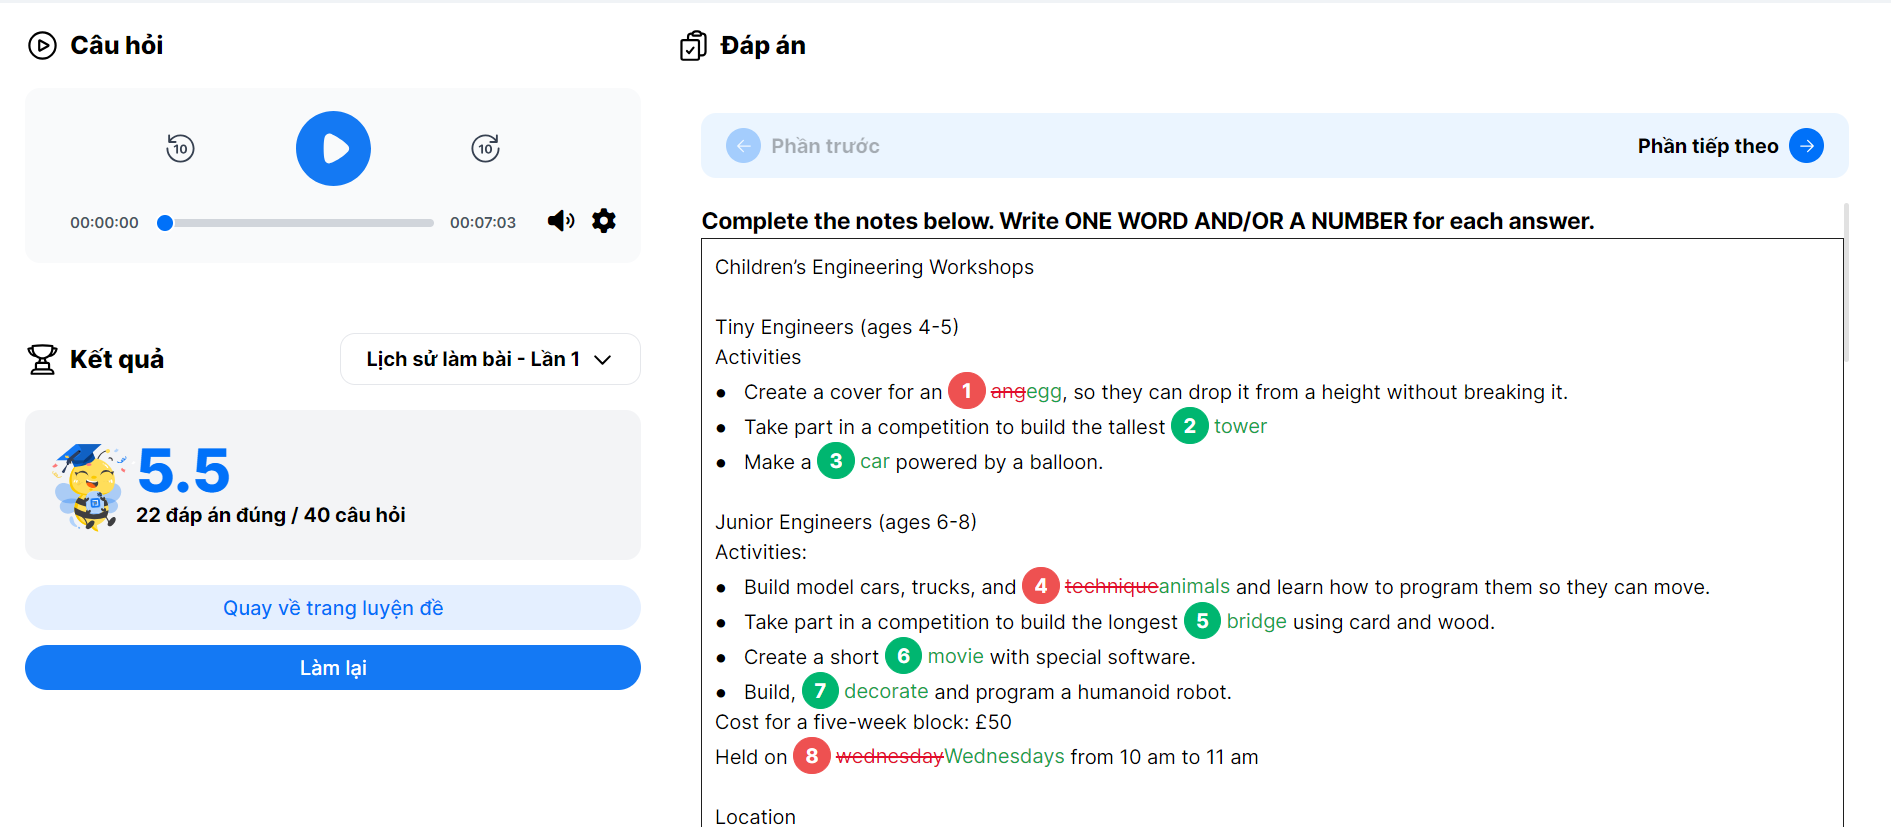 Câu hỏi
10
10
00:00:00
00:07:03
Kết quả
Lịch sử làm bài - Lần 1
5.5
22 đáp án đúng / 40 câu hỏi
Quay về trang luyện đề
Làm lại
Đáp án
Phần trước
Phần tiếp theo
Complete the notes below. Write ONE WORD AND/OR A NUMBER for each answer.
Children’s Engineering Workshops
Tiny Engineers (ages 4-5)
Activities
● Create a cover for an 1 angegg, so they can drop it from a height without breaking it.
● Take part in a competition to build the tallest 2 tower
● Make a 3 car powered by a balloon.
Junior Engineers (ages 6-8)
Activities:
● Build model cars, trucks, and 4 techniqueanimals and learn how to program them so they can move.
● Take part in a competition to build the longest 5 bridge using card and wood.
● Create a short 6 movie with special software.
● Build, 7 decorate and program a humanoid robot.
Cost for a five-week block: £50
Held on 8 wednesdayWednesdays from 10 am to 11 am
Location